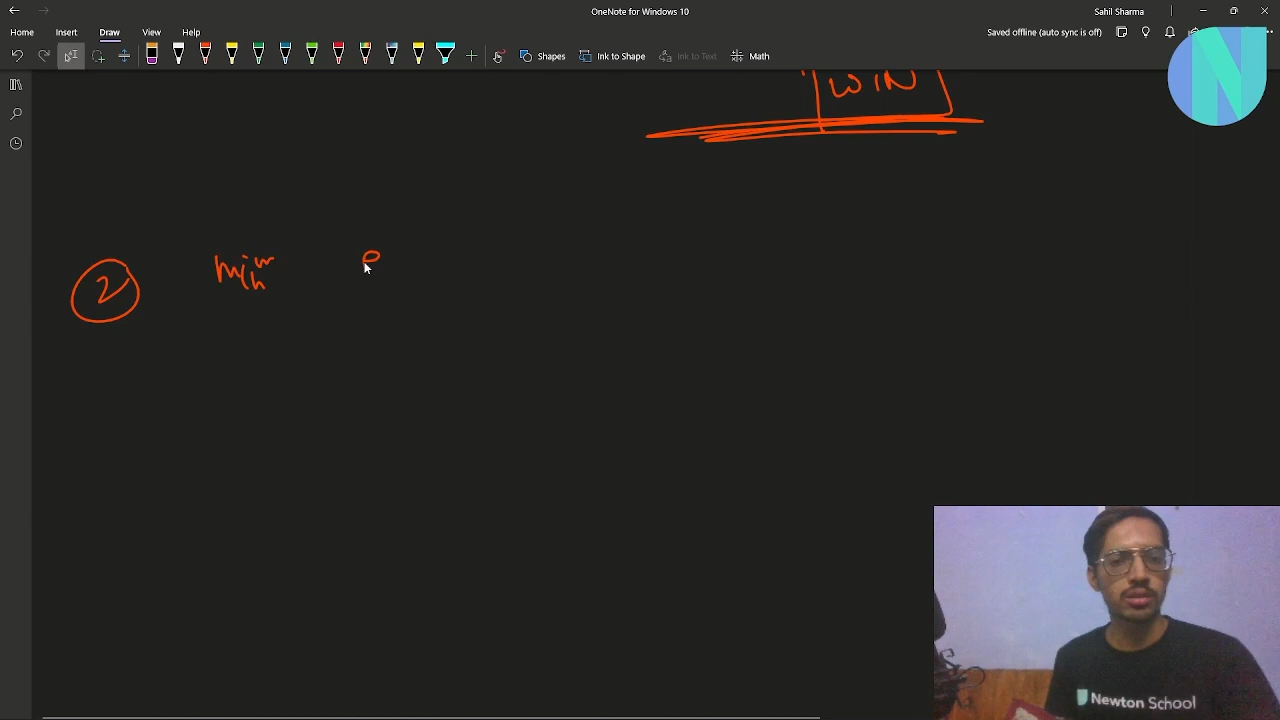 OneNote for Windows 10
Sahil Sharma
Home Insert Draw View Help
Saved offline (auto sync is off)
Shapes Ink to Shape Ink to Text Math
WIN
2 min^m
Newton School